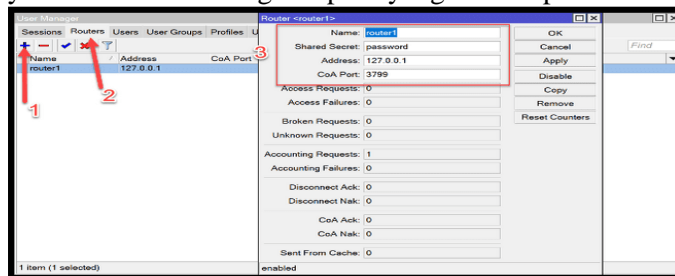 User Manager
Sessions Routers Users User Groups Profiles U
Find
Name Address CoA Port
router1 127.0.0.1
1
2
3
1 item (1 selected)
Router <router1>
Name: router1
Shared Secret: password
Address: 127.0.0.1
CoA Port: 3799
Access Requests: 0
Access Failures: 0
Broken Requests: 0
Unknown Requests: 0
Accounting Requests: 1
Accounting Failures: 0
Disconnect Ack: 0
Disconnect Nak: 0
CoA Ack: 0
CoA Nak: 0
Sent From Cache: 0
enabled
OK
Cancel
Apply
Disable
Copy
Remove
Reset Counters